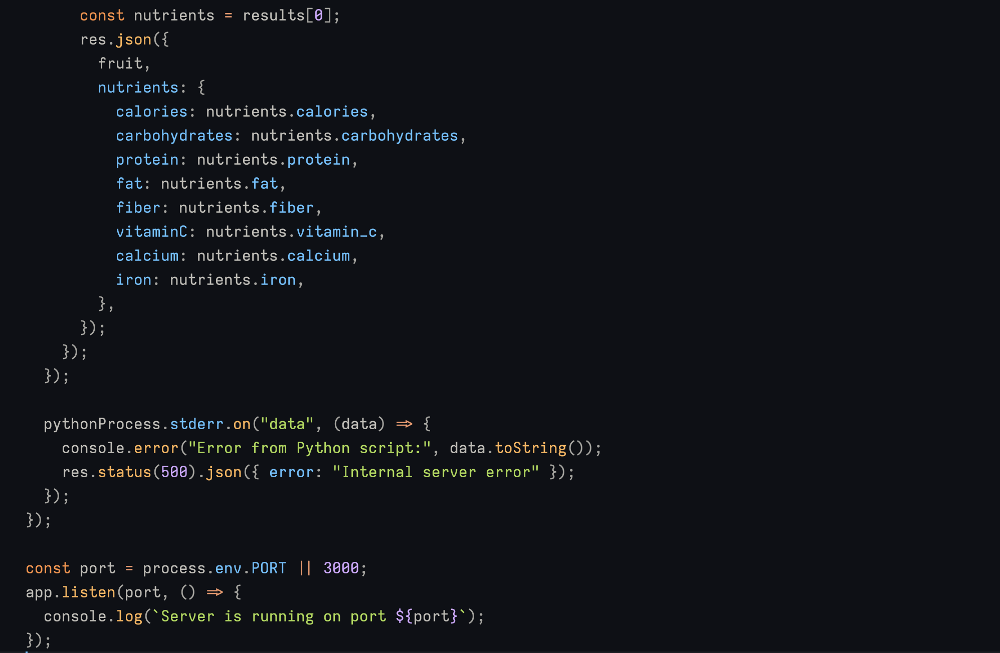 const nutrients = results[0];
res.json({
fruit,
nutrients: {
calories: nutrients.calories,
carbohydrates: nutrients.carbohydrates,
protein: nutrients.protein,
fat: nutrients.fat,
fiber: nutrients.fiber,
vitaminC: nutrients.vitamin_c,
calcium: nutrients.calcium,
iron: nutrients.iron,
},
});
});
});
pythonProcess.stderr.on("data", (data) => {
console.error("Error from Python script:", data.toString());
res.status(500).json({ error: "Internal server error" });
});
});
const port = process.env.PORT || 3000;
app.listen(port, () => {
console.log(`Server is running on port ${port}`);
});